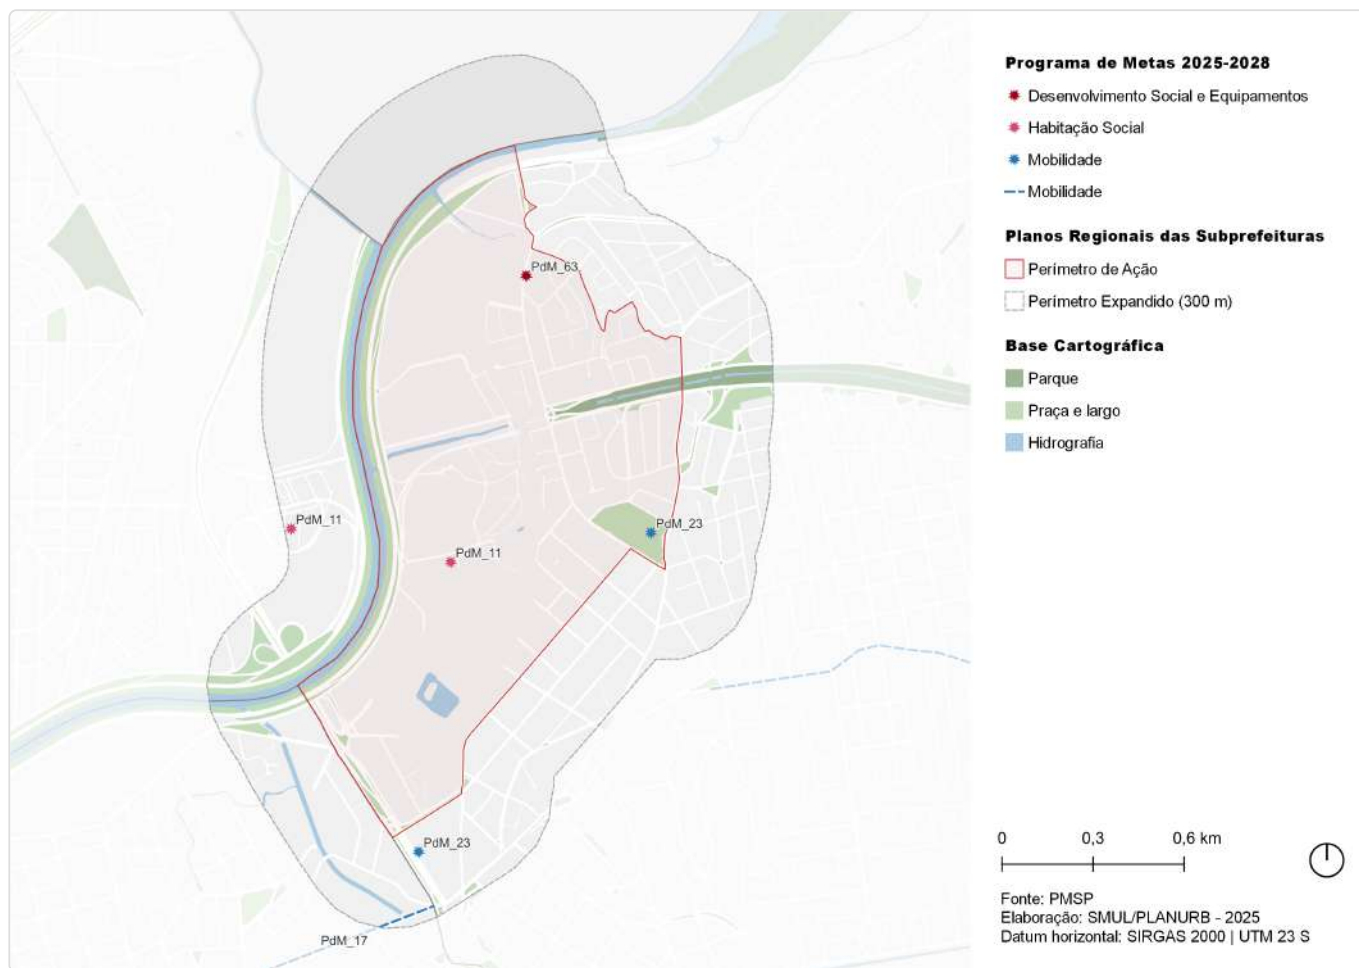 Programa de Metas 2025-2028
Desenvolvimento Social e Equipamentos
Habitação Social
Mobilidade
Mobilidade
Planos Regionais das Subprefeituras
Perímetro de Ação
Perímetro Expandido (300 m)
Base Cartográfica
Parque
Praça e largo
Hidrografia
PdM_63
PdM_11
PdM_23
PdM_11
PdM_23
PdM_17
0 0,3 0,6 km
Fonte: PMSP
Elaboração: SMUL/PLANURB - 2025
Datum horizontal: SIRGAS 2000 | UTM 23 S